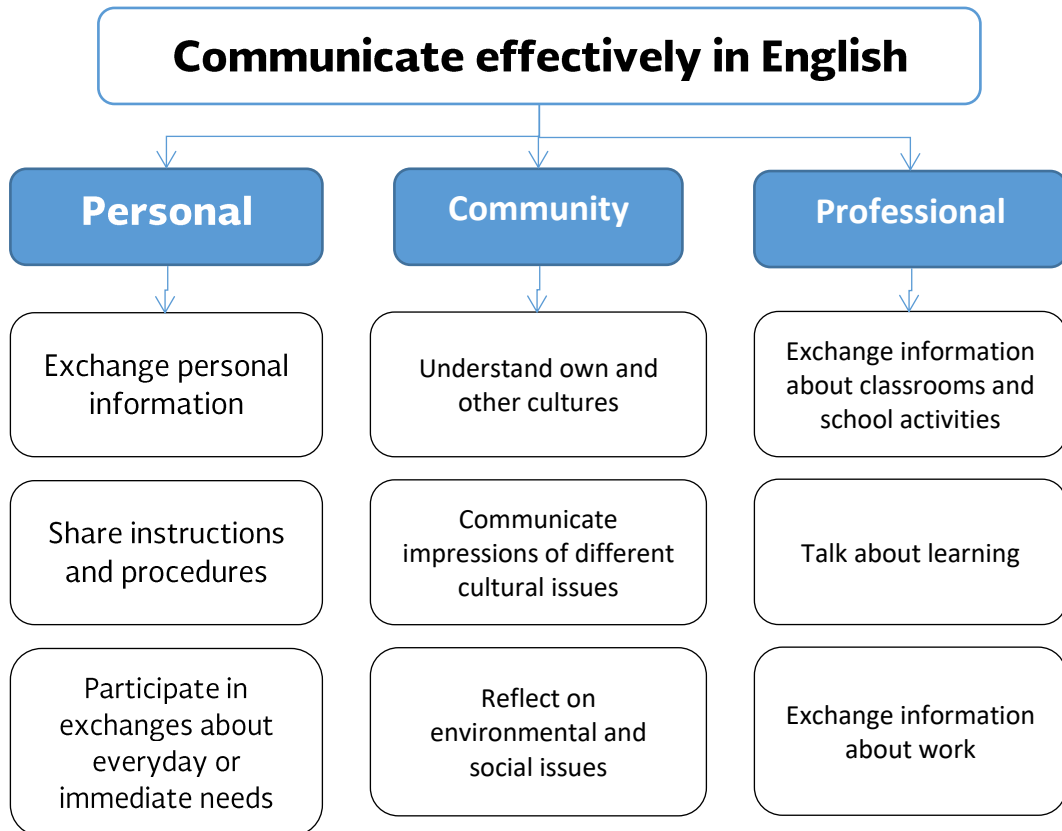 Communicate effectively in English
Personal
Community
Professional
Exchange personal
information
Understand own and
other cultures
Exchange information
about classrooms and
school activities
Share instructions
and procedures
Communicate
impressions of different
cultural issues
Talk about learning
Participate in
exchanges about
everyday or
immediate needs
Reflect on
environmental and
social issues
Exchange information
about work